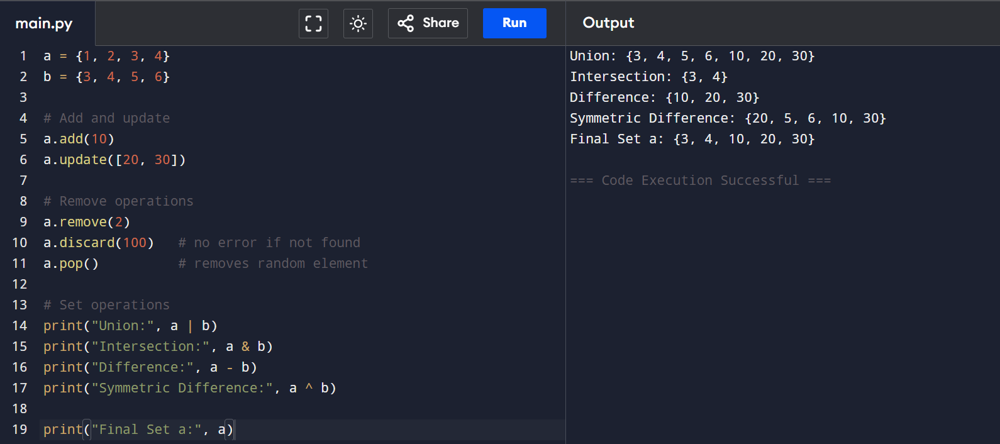 main.py
Share
Run
Output
1 a = {1, 2, 3, 4}
2 b = {3, 4, 5, 6}
3
4 # Add and update
5 a.add(10)
6 a.update([20, 30])
7
8 # Remove operations
9 a.remove(2)
10 a.discard(100)   # no error if not found
11 a.pop()          # removes random element
12
13 # Set operations
14 print("Union:", a | b)
15 print("Intersection:", a & b)
16 print("Difference:", a - b)
17 print("Symmetric Difference:", a ^ b)
18
19 print("Final Set a:", a)
Union: {3, 4, 5, 6, 10, 20, 30}
Intersection: {3, 4}
Difference: {10, 20, 30}
Symmetric Difference: {20, 5, 6, 10, 30}
Final Set a: {3, 4, 10, 20, 30}
=== Code Execution Successful ===